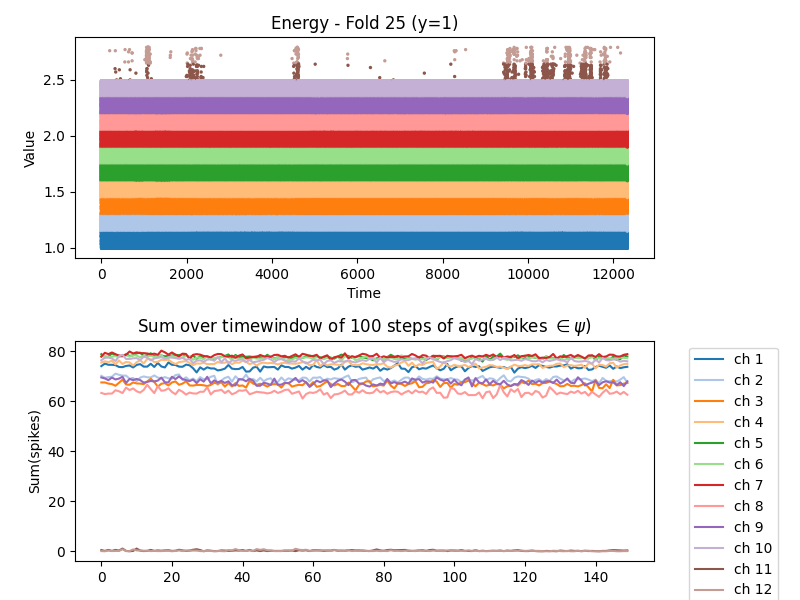 Energy - Fold 25 (y=1)
Value
2.5
2.0
1.5
1.0
0
2000
4000
6000
8000
10000
12000
Time
Sum over timewindow of 100 steps of avg(spikes ∈ ψ)
Sum(spikes)
80
60
40
20
0
0
20
40
60
80
100
120
140
ch 1
ch 2
ch 3
ch 4
ch 5
ch 6
ch 7
ch 8
ch 9
ch 10
ch 11
ch 12